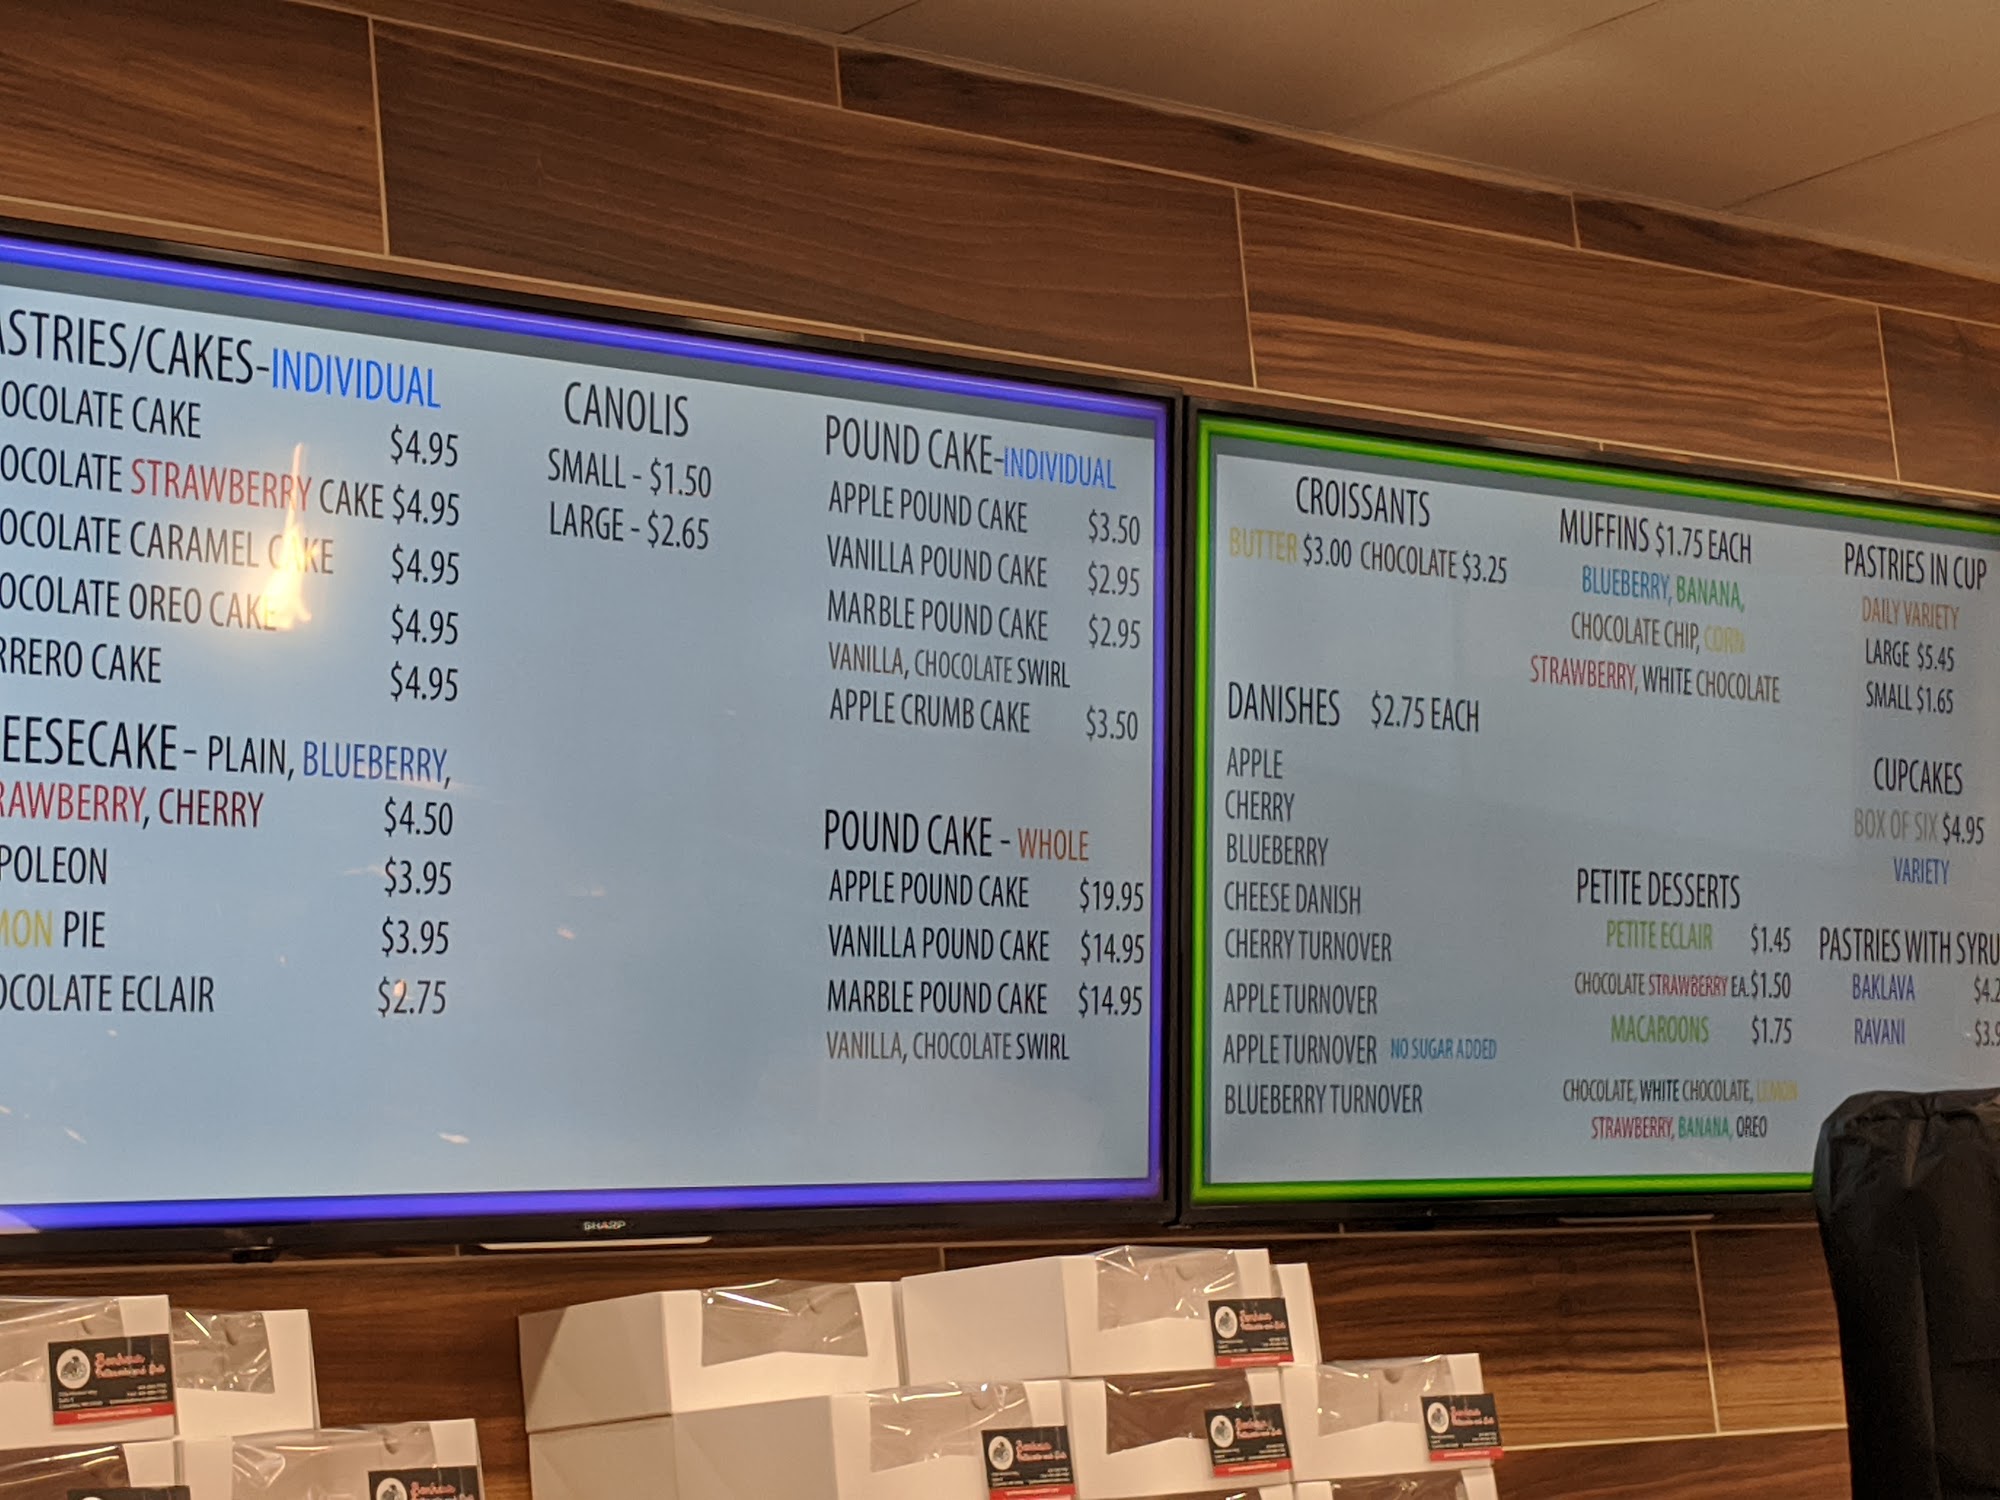 ASTRIES/CAKES-INDIVIDUAL
OCOLATE CAKE $4.95
OCOLATE STRAWBERRY CAKE $4.95
OCOLATE CARAMEL CAKE $4.95
OCOLATE OREO CAKE $4.95
RRERO CAKE $4.95
EESECAKE- PLAIN, BLUEBERRY,
RAWBERRY, CHERRY $4.50
POLEON $3.95
MON PIE $3.95
OCOLATE ECLAIR $2.75
CANOLIS
SMALL - $1.50
LARGE - $2.65
POUND CAKE-INDIVIDUAL
APPLE POUND CAKE $3.50
VANILLA POUND CAKE $2.95
MARBLE POUND CAKE $2.95
VANILLA, CHOCOLATE SWIRL
APPLE CRUMB CAKE $3.50
POUND CAKE - WHOLE
APPLE POUND CAKE $19.95
VANILLA POUND CAKE $14.95
MARBLE POUND CAKE $14.95
VANILLA, CHOCOLATE SWIRL
SHARP
CROISSANTS
BUTTER $3.00 CHOCOLATE $3.25
DANISHES $2.75 EACH
APPLE
CHERRY
BLUEBERRY
CHEESE DANISH
CHERRY TURNOVER
APPLE TURNOVER
APPLE TURNOVER NO SUGAR ADDED
BLUEBERRY TURNOVER
MUFFINS $1.75 EACH
BLUEBERRY, BANANA,
CHOCOLATE CHIP, CORN
STRAWBERRY, WHITE CHOCOLATE
PETITE DESSERTS
PETITE ECLAIR $1.45
CHOCOLATE STRAWBERRY EA.$1.50
MACAROONS $1.75
CHOCOLATE, WHITE CHOCOLATE, LEMON
STRAWBERRY, BANANA, OREO
PASTRIES IN CUP
DAILY VARIETY
LARGE $5.45
SMALL $1.65
CUPCAKES
BOX OF SIX $4.95
VARIETY
PASTRIES WITH SYRU
BAKLAVA $4.2
RAVANI $3.9